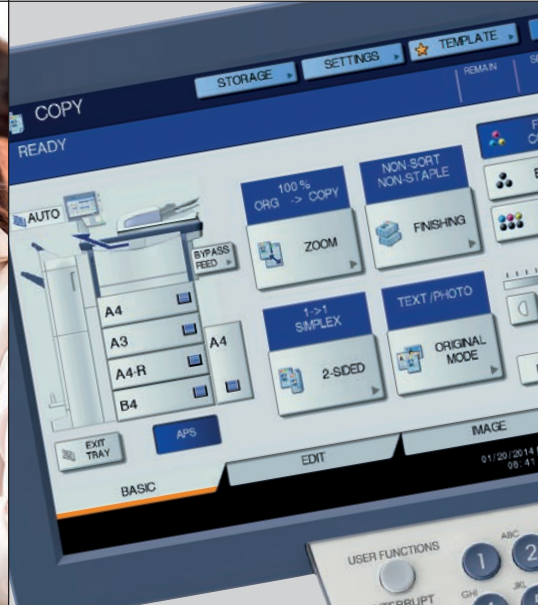 STORAGE
SETTINGS
TEMPLATE
COPY
REMAIN
READY
AUTO
100 %
ORG -> COPY
ZOOM
NON-SORT
NON-STAPLE
FINISHING
BYPASS
FEED
A4
A3
A4-R
B4
A4
1->1
SIMPLEX
2-SIDED
TEXT/PHOTO
ORIGINAL
MODE
EXIT
TRAY
APS
BASIC
EDIT
IMAGE
01/20/2014
USER FUNCTIONS
1
ABC
2
GHI
JKL